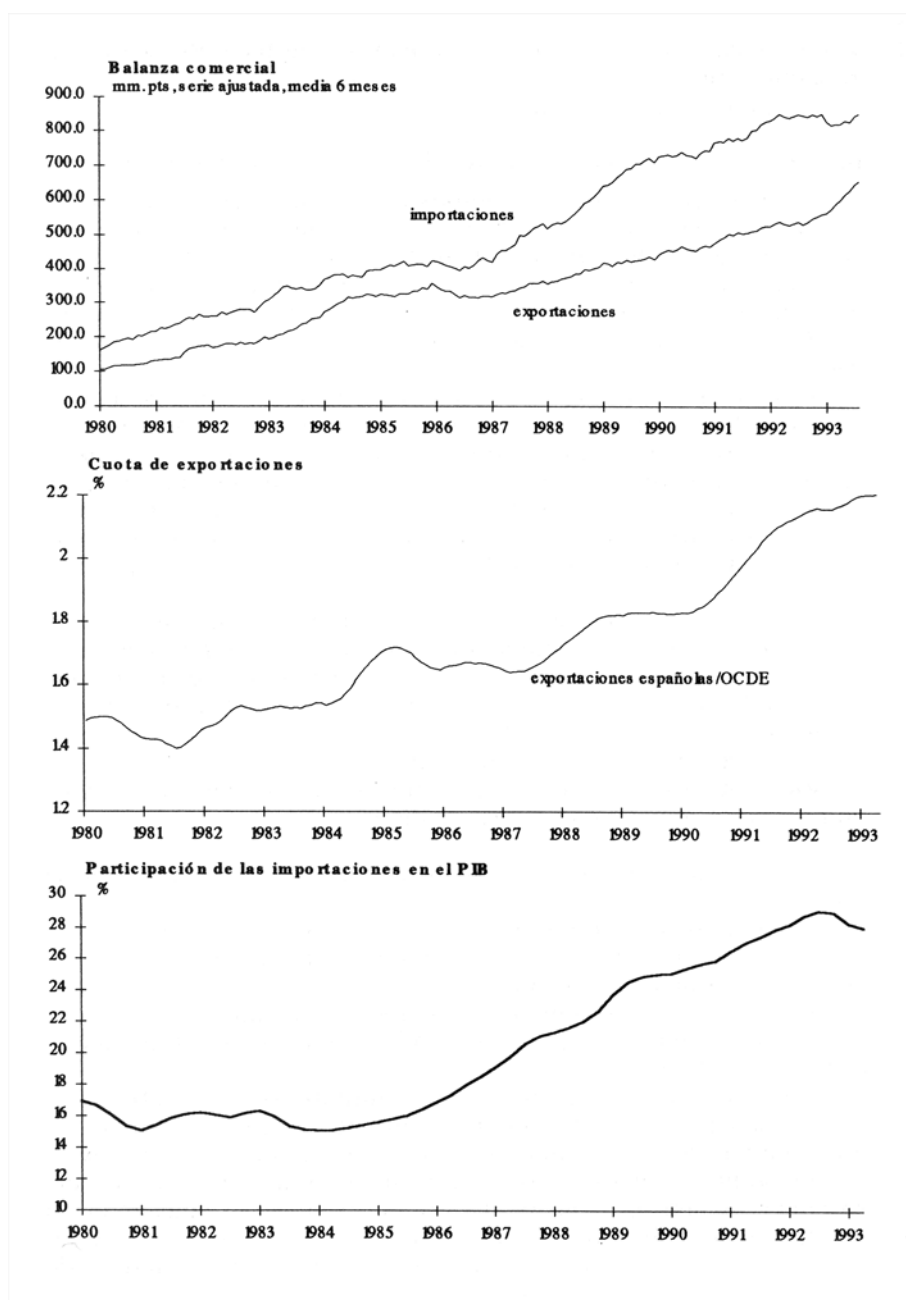 Balanza comercial
mm.pts, serie ajustada, media 6 meses
900.0
800.0
700.0
600.0
500.0
400.0
300.0
200.0
100.0
0.0
importaciones
exportaciones
1980 1981 1982 1983 1984 1985 1986 1987 1988 1989 1990 1991 1992 1993
Cuota de exportaciones
%
2.2
2
1.8
1.6
1.4
1.2
exportaciones españolas/OCDE
1980 1981 1982 1983 1984 1985 1986 1987 1988 1989 1990 1991 1992 1993
Participación de las importaciones en el PIB
%
30
28
26
24
22
20
18
16
14
12
10
1980 1981 1982 1983 1984 1985 1986 1987 1988 1989 1990 1991 1992 1993